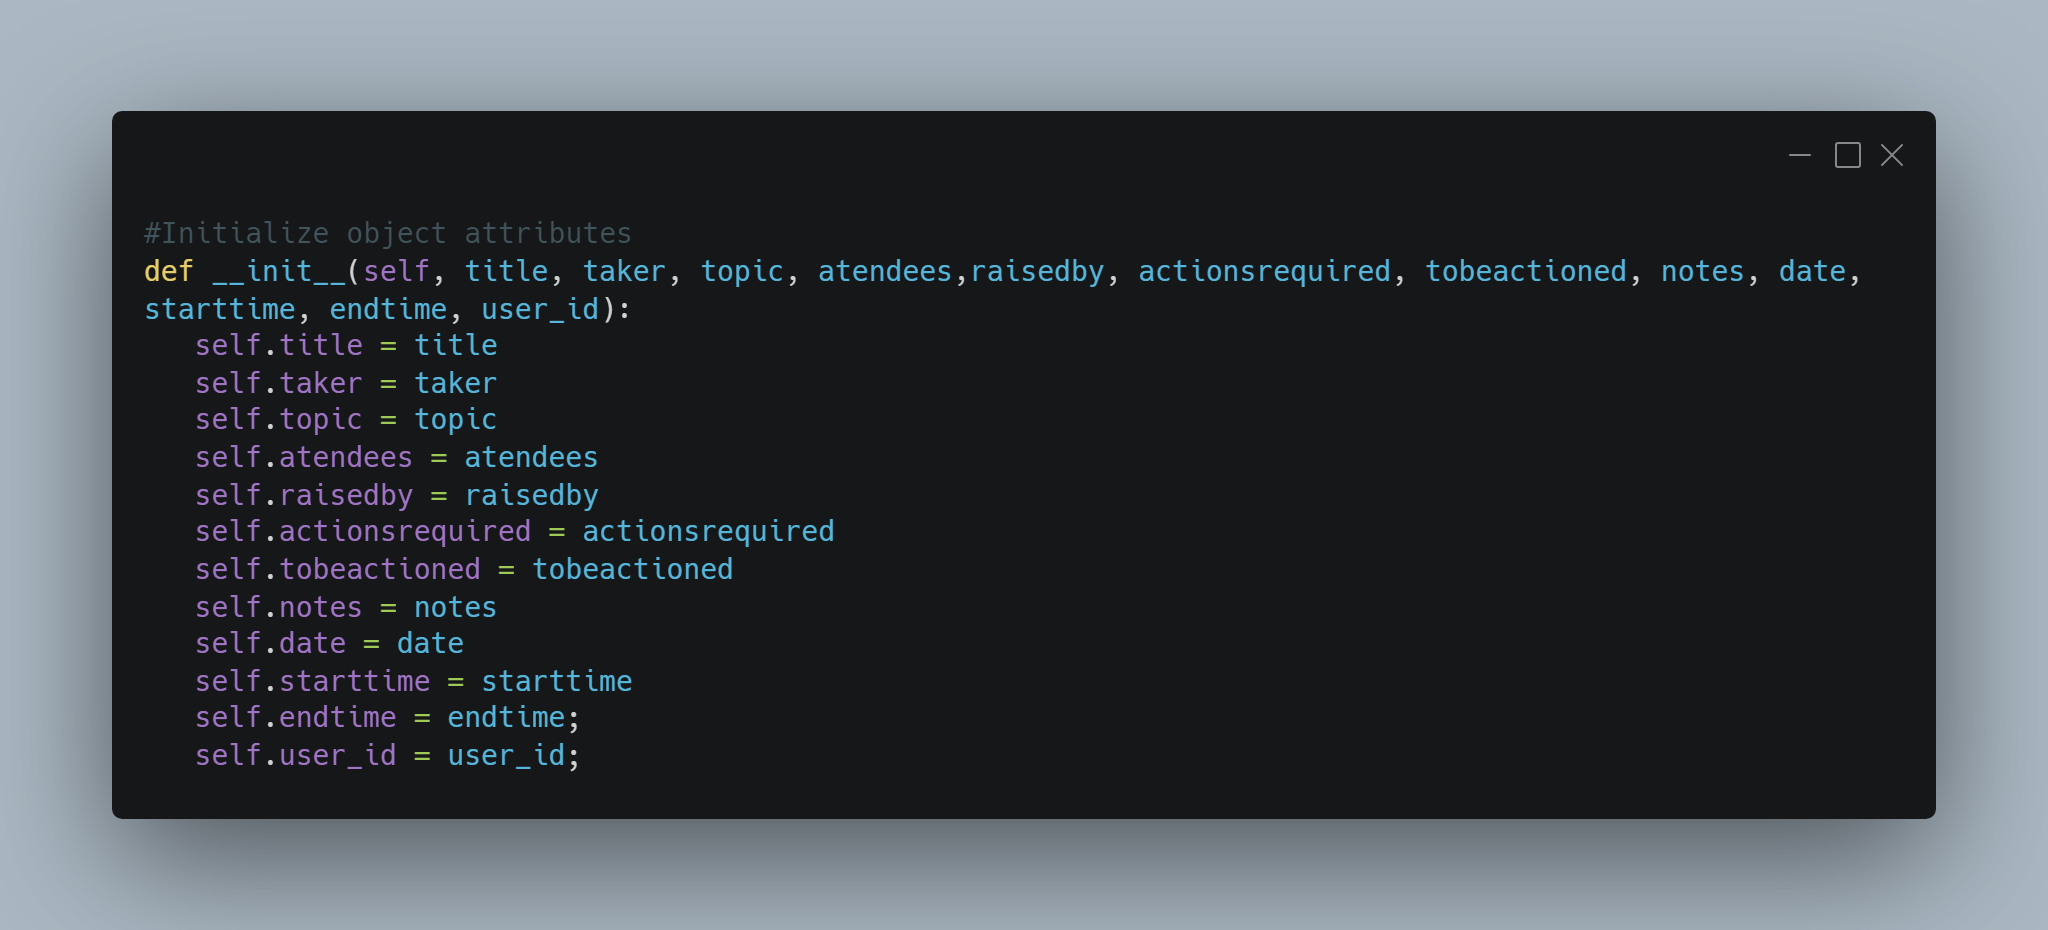 #Initialize object attributes
def __init__(self, title, taker, topic, atendees,raisedby, actionsrequired, tobeactioned, notes, date,
starttime, endtime, user_id):
   self.title = title
   self.taker = taker
   self.topic = topic
   self.atendees = atendees
   self.raisedby = raisedby
   self.actionsrequired = actionsrequired
   self.tobeactioned = tobeactioned
   self.notes = notes
   self.date = date
   self.starttime = starttime
   self.endtime = endtime;
   self.user_id = user_id;